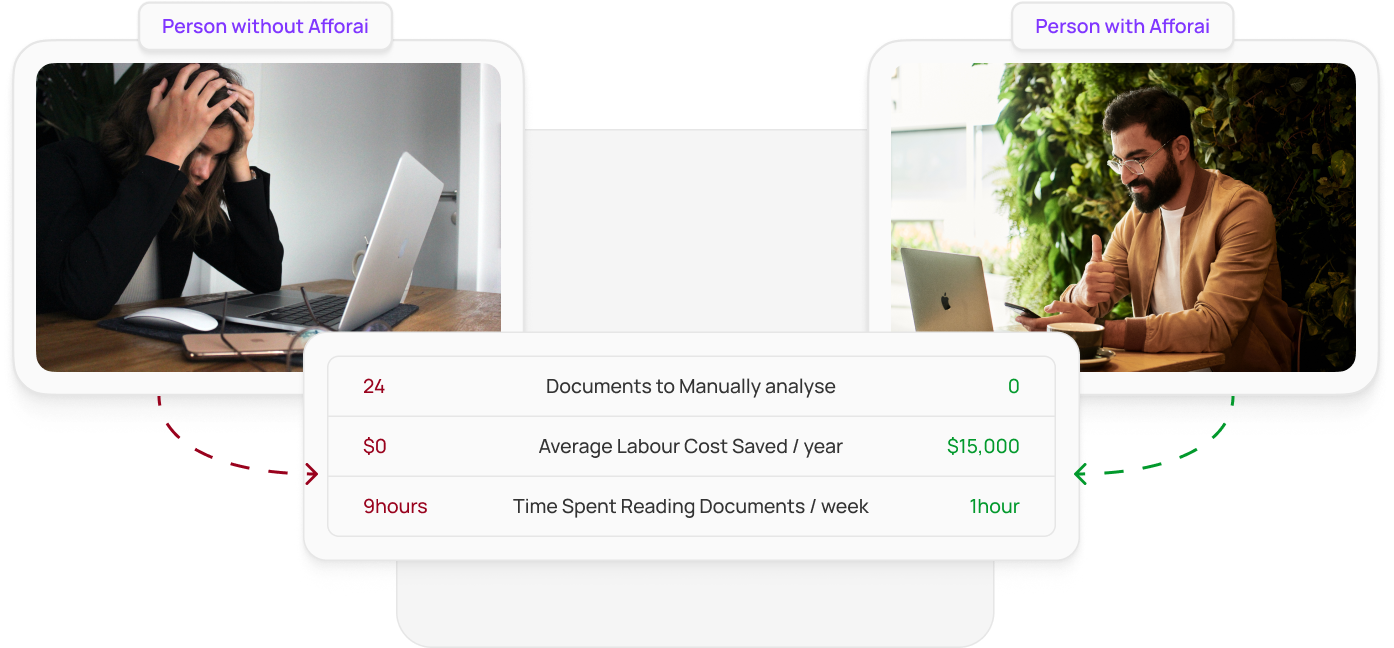 Person without Afforai
Person with Afforai
24 Documents to Manually analyse 0
$0 Average Labour Cost Saved / year $15,000
9hours Time Spent Reading Documents / week 1hour